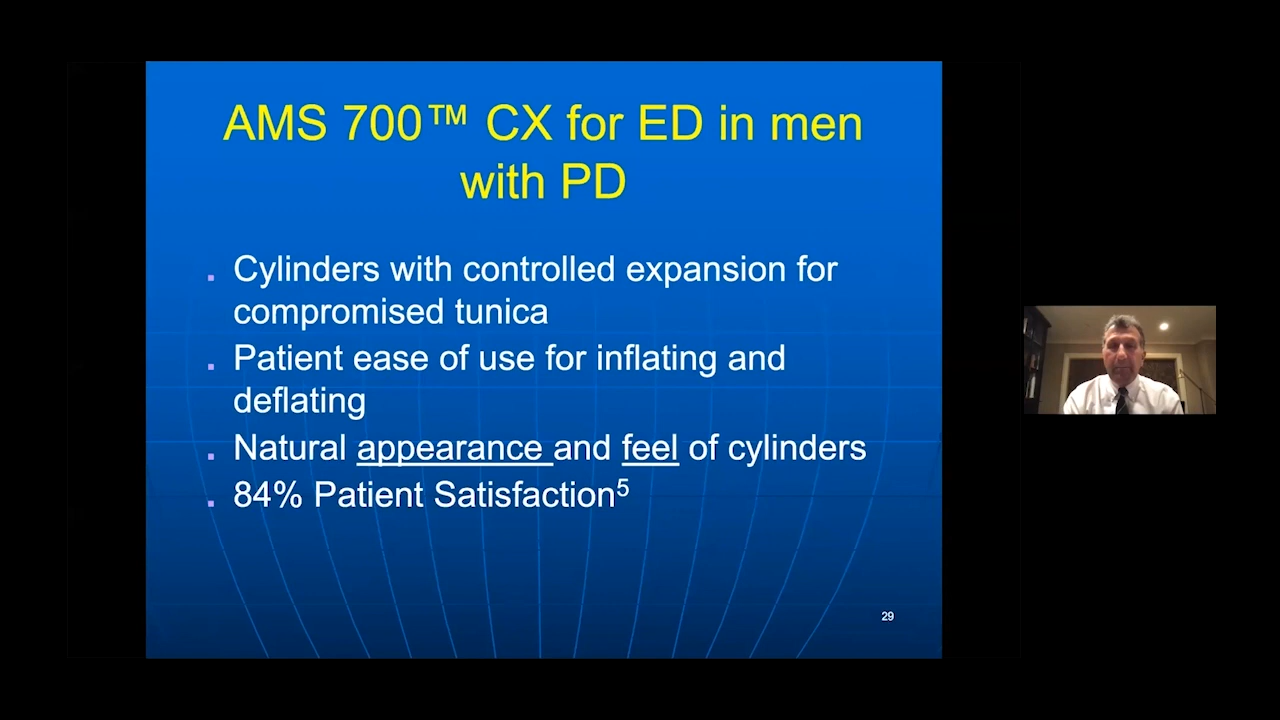 AMS 700™ CX for ED in men
with PD
Cylinders with controlled expansion for
compromised tunica
Patient ease of use for inflating and
deflating
Natural appearance and feel of cylinders
84% Patient Satisfaction⁵
29